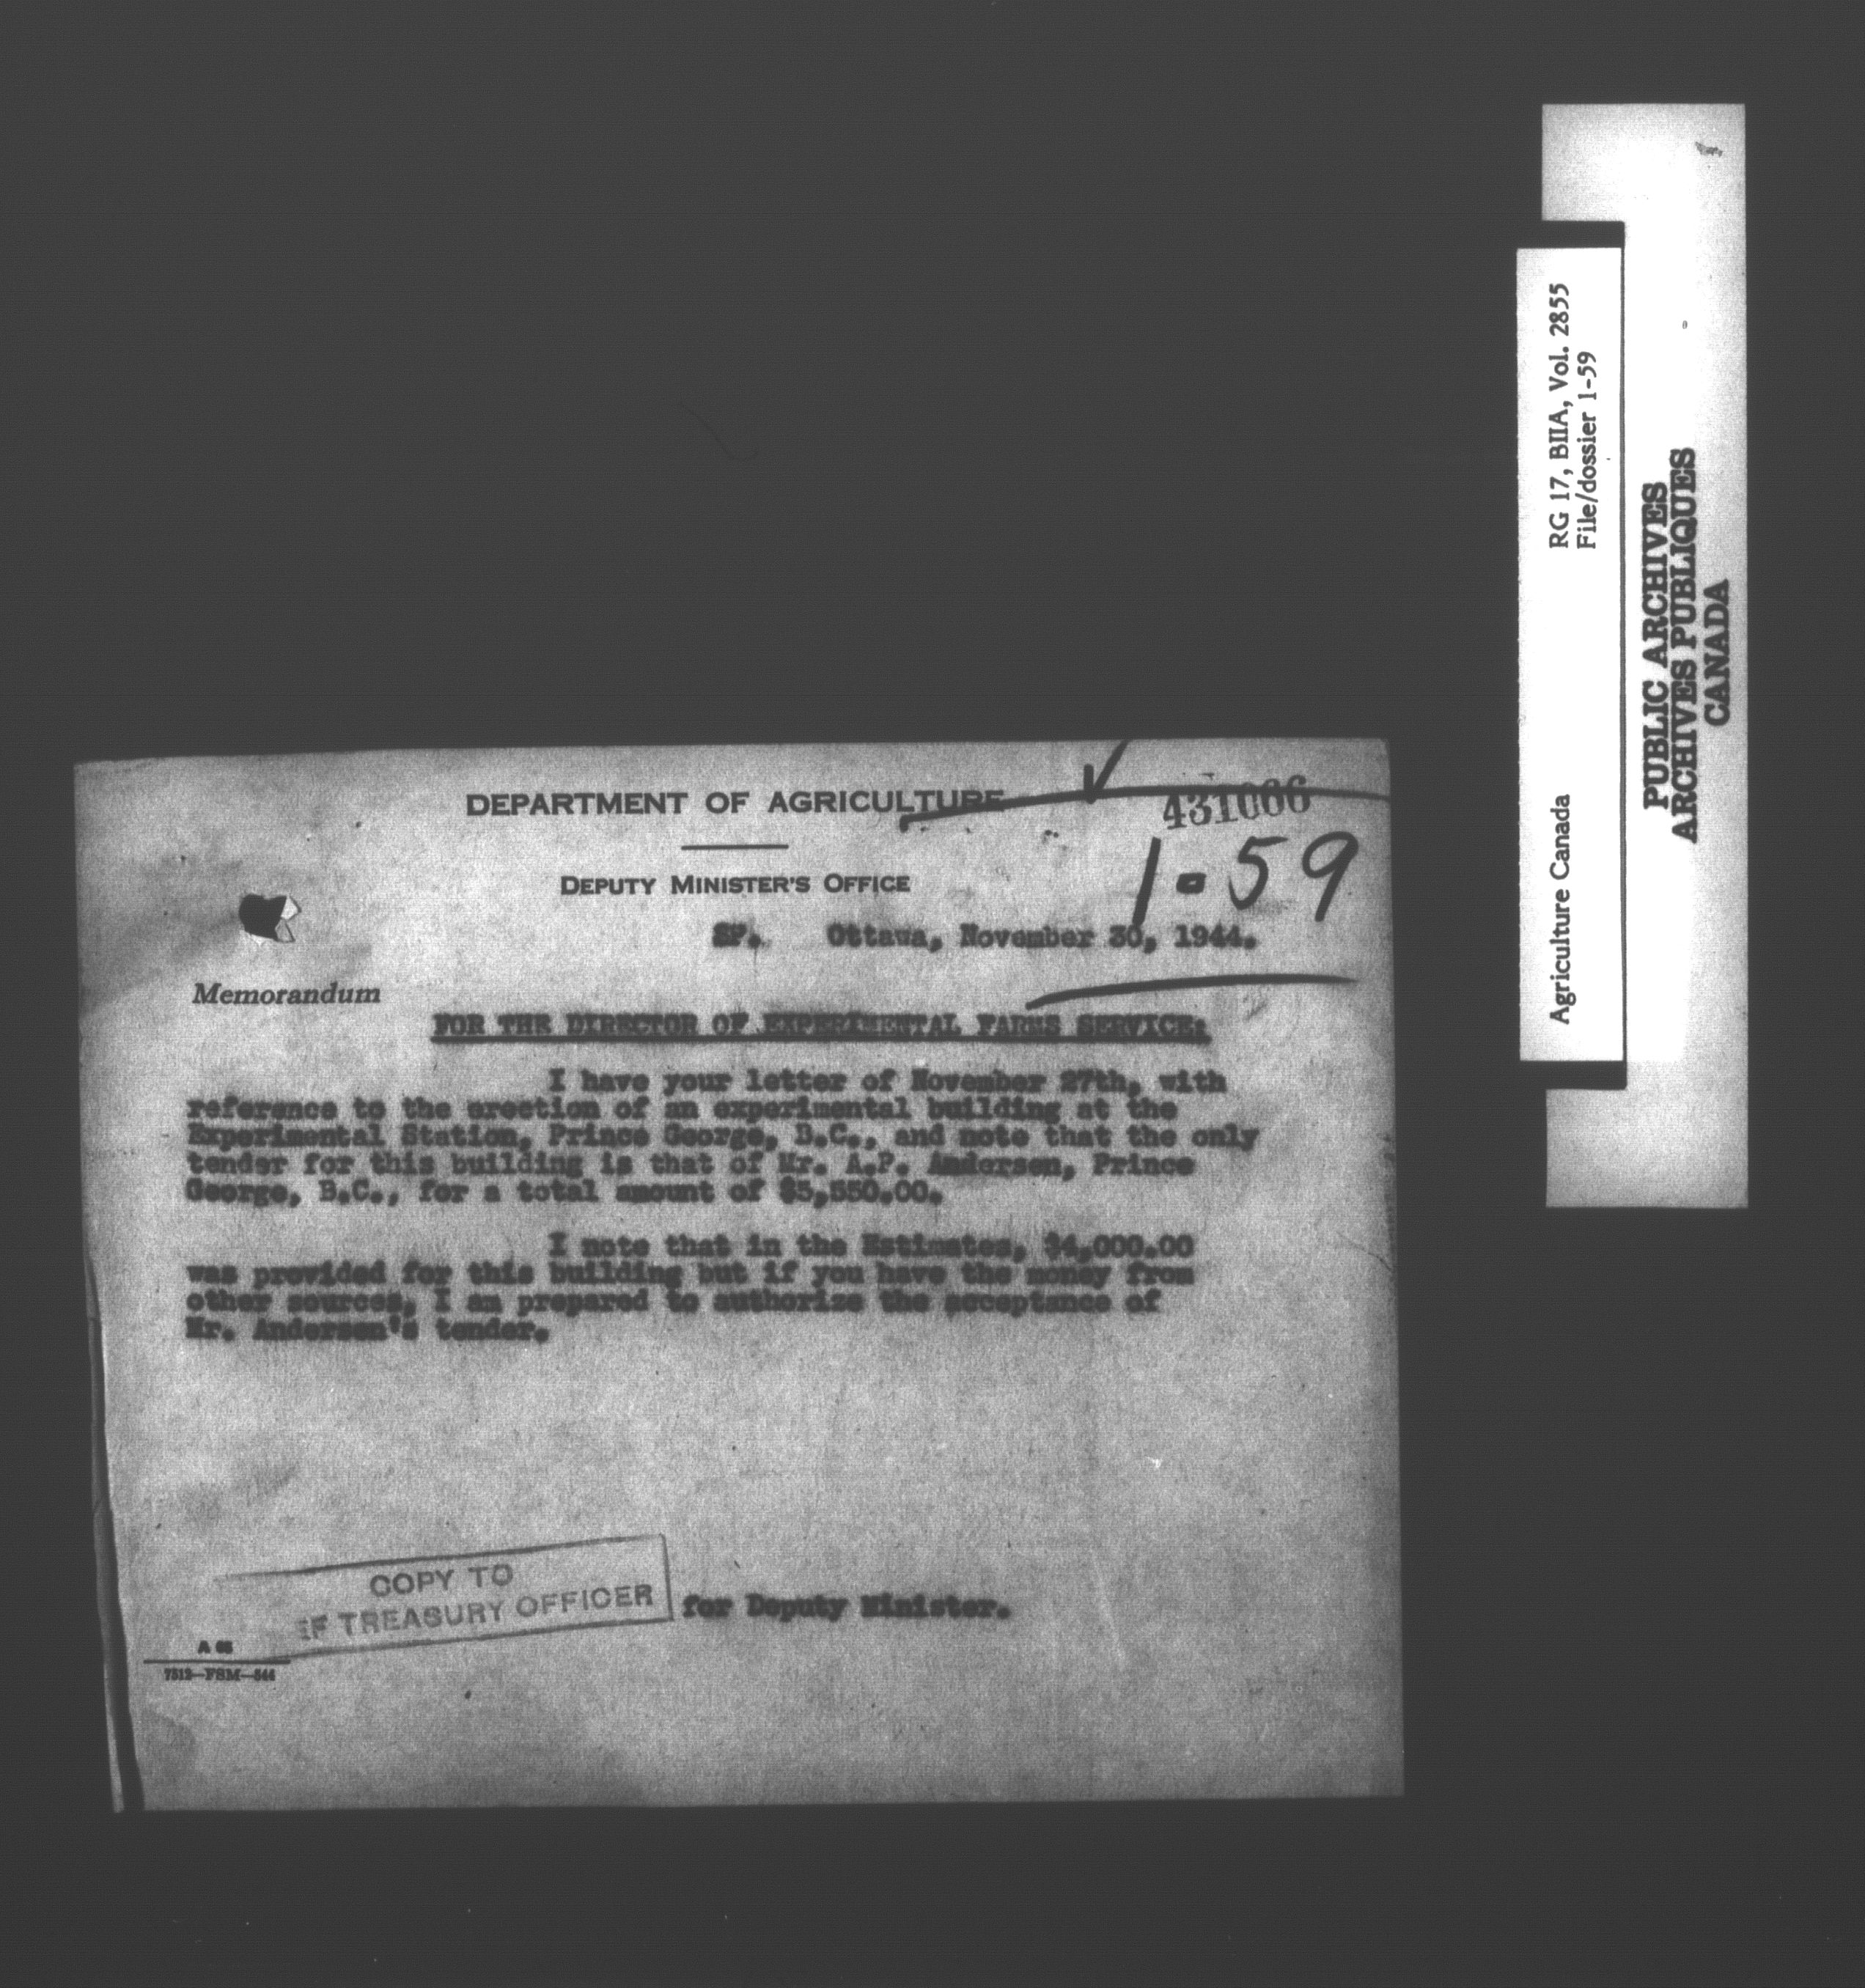 DEPARTMENT OF AGRICULTURE
431066
1-59
DEPUTY MINISTER'S OFFICE
SP. Ottawa, November 30, 1944.
Memorandum
FOR THE DIRECTOR OF EXPERIMENTAL FARMS SERVICE:
I have your letter of November 27th, with
reference to the erection of an experimental building at the
Experimental Station, Prince George, B.C., and note that the only
tender for this building is that of Mr. A.P. Andersen, Prince
George, B.C., for a total amount of
I note that in the Estimates, $4,000.00
was provided for this building but if you have the money from
other sources, I am prepared to authorize the acceptance of
Mr. Andersen's tender.
COPY TO
EF TREASURY OFFICER
for Deputy Minister.
7512-FSM-544
Agriculture Canada
RG 17, BIIA, Vol. 2855
File/dossier 1-59
PUBLIC ARCHIVES
ARCHIVES PUBLIQUES
CANADA